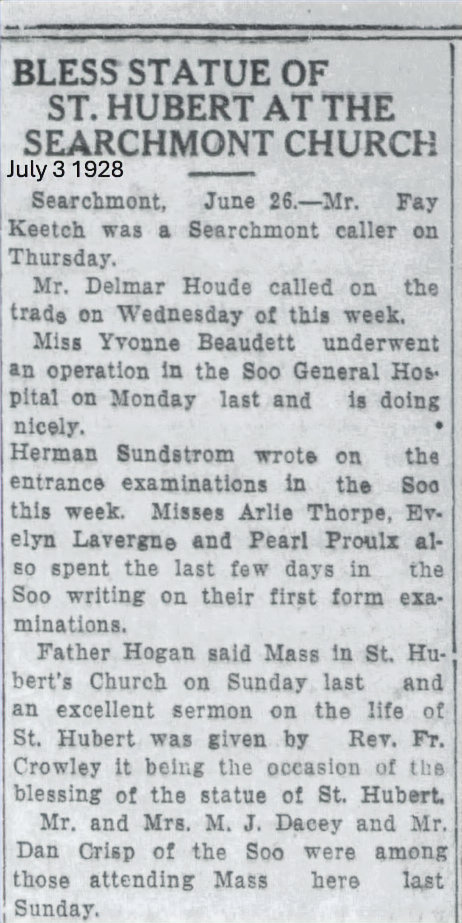 BLESS STATUE OF
ST. HUBERT AT THE
SEARCHMONT CHURCH
July 3 1928
Searchmont, June 26.—Mr. Fay
Keetch was a Searchmont caller on
Thursday.
Mr. Delmar Houde called on the
trade on Wednesday of this week.
Miss Yvonne Beaudett underwent
an operation in the Soo General Hos-
pital on Monday last and is doing
nicely.
Herman Sundstrom wrote on the
entrance examinations in the Soo
this week. Misses Arlie Thorpe, Ev-
elyn Lavergne and Pearl Proulx al-
so spent the last few days in the
Soo writing on their first form exa-
minations.
Father Hogan said Mass in St. Hu-
bert's Church on Sunday last and
an excellent sermon on the life of
St. Hubert was given by Rev. Fr.
Crowley it being the occasion of the
blessing of the statue of St. Hubert.
Mr. and Mrs. M. J. Dacey and Mr.
Dan Crisp of the Soo were among
those attending Mass here last
Sunday.